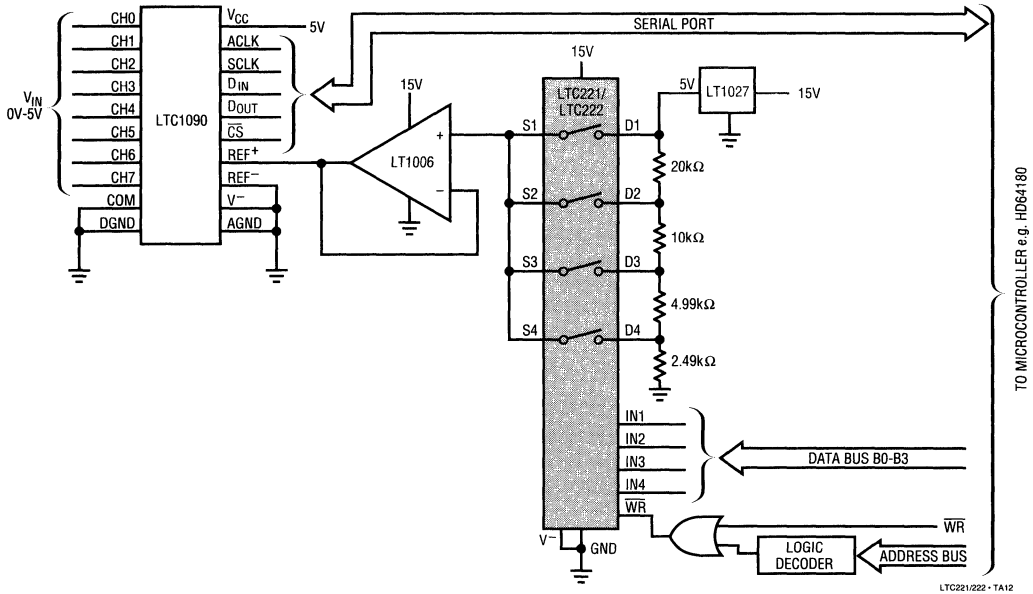 CH0
CH1
CH2
CH3
CH4
CH5
CH6
CH7
COM
DGND
VIN
0V-5V
LTC1090
VCC
ACLK
SCLK
DIN
DOUT
C̅S̅
REF+
REF−
V−
AGND
5V
SERIAL PORT
15V
+
LT1006
−
15V
LTC221/
LTC222
S1
S2
S3
S4
D1
D2
D3
D4
5V
LT1027
15V
20kΩ
10kΩ
4.99kΩ
2.49kΩ
IN1
IN2
IN3
IN4
W̅R̅
V−
GND
DATA BUS B0-B3
W̅R̅
LOGIC
DECODER
ADDRESS BUS
TO MICROCONTROLLER e.g. HD64180
LTC221/222 • TA12